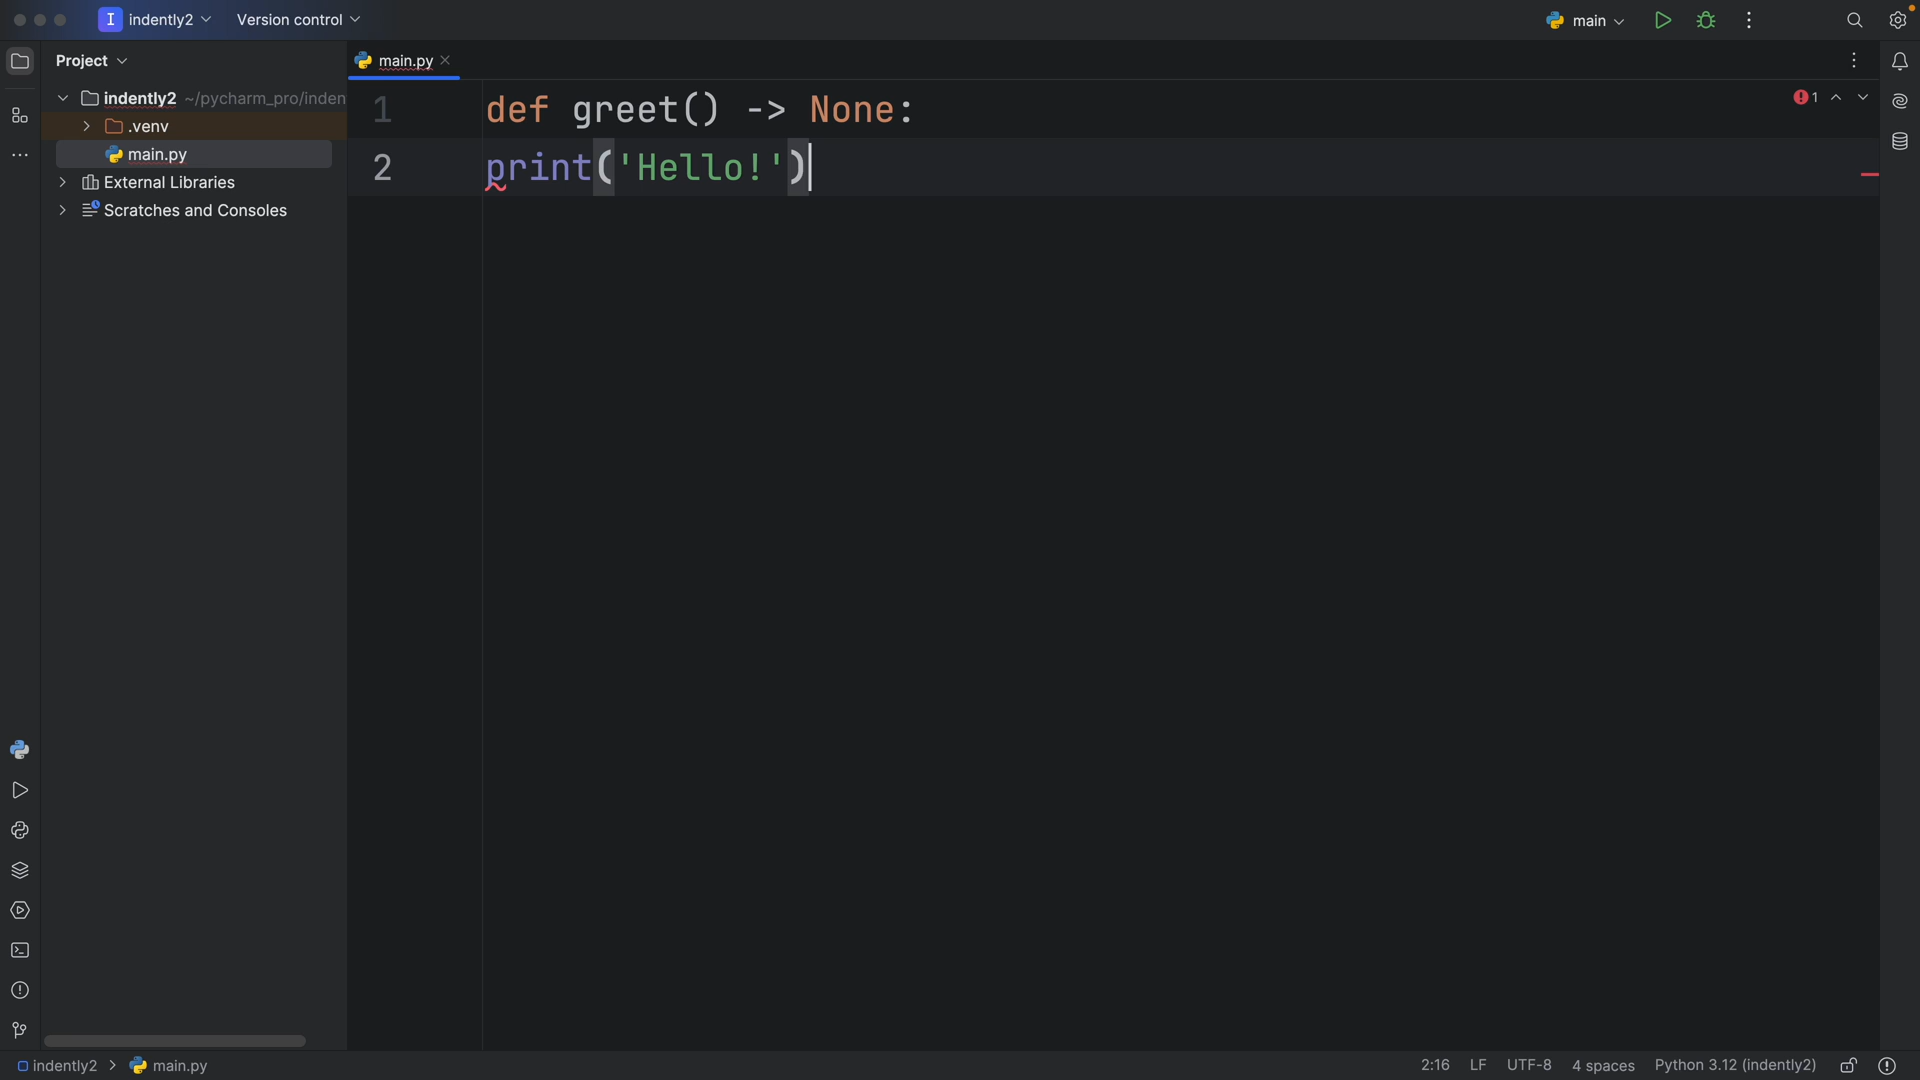 I indently2 Version control main
Project main.py
indently2 ~/pycharm_pro/inden
.venv
main.py
External Libraries
Scratches and Consoles
1 def greet() -> None:
2 print('Hello!')
1
indently2 > main.py 2:16 LF UTF-8 4 spaces Python 3.12 (indently2)